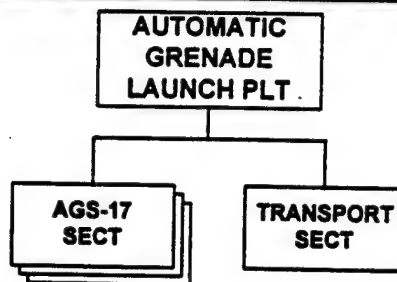 AUTOMATIC
GRENADE
LAUNCH PLT
AGS-17
SECT
TRANSPORT
SECT